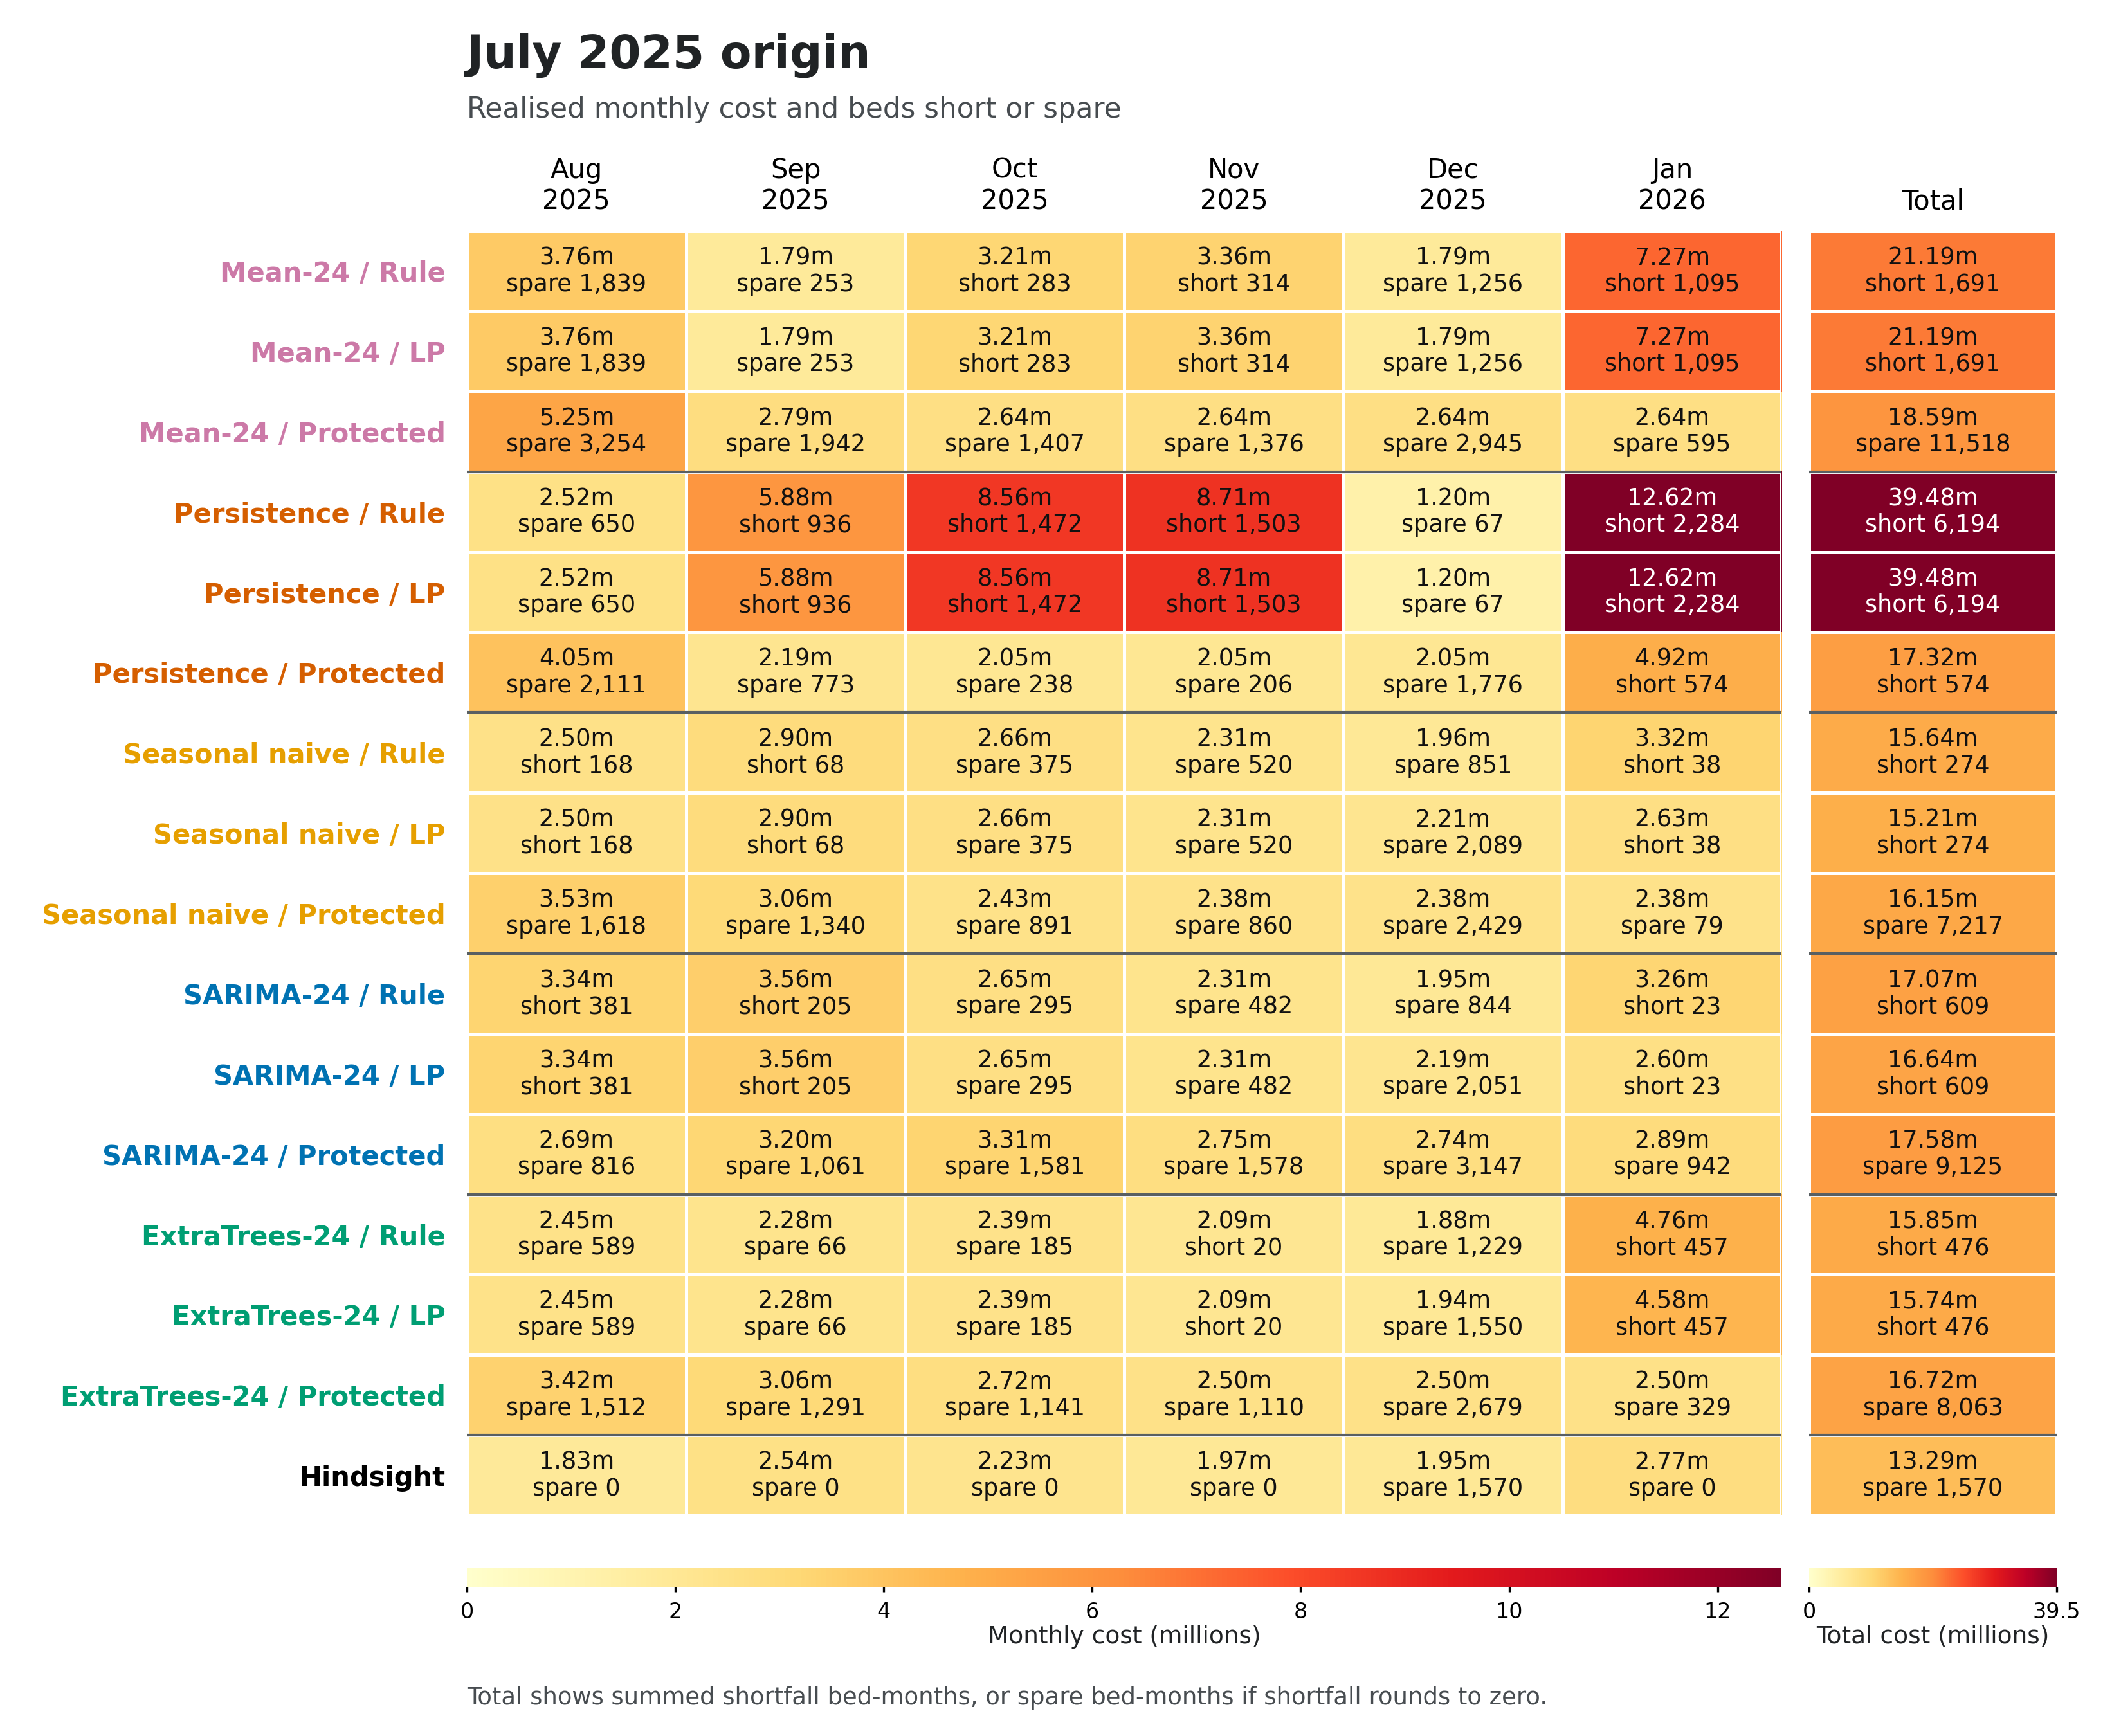 July 2025 origin
Realised monthly cost and beds short or spare
Aug Sep Oct Nov Dec Jan
2025 2025 2025 2025 2025 2026 Total
Mean-24 / Rule 3.76m 1.79m 3.21m 3.36m 1.79m 7.27m 21.19m
spare 1,839 spare 253 short 283 short 314 spare 1,256 short 1,095 short 1,691
Mean-24 / LP 3.76m 1.79m 3.21m 3.36m 1.79m 7.27m 21.19m
spare 1,839 spare 253 short 283 short 314 spare 1,256 short 1,095 short 1,691
Mean-24 / Protected 5.25m 2.79m 2.64m 2.64m 2.64m 2.64m 18.59m
spare 3,254 spare 1,942 spare 1,407 spare 1,376 spare 2,945 spare 595 spare 11,518
Persistence / Rule 2.52m 5.88m 8.56m 8.71m 1.20m 12.62m 39.48m
spare 650 short 936 short 1,472 short 1,503 spare 67 short 2,284 short 6,194
Persistence / LP 2.52m 5.88m 8.56m 8.71m 1.20m 12.62m 39.48m
spare 650 short 936 short 1,472 short 1,503 spare 67 short 2,284 short 6,194
Persistence / Protected 4.05m 2.19m 2.05m 2.05m 2.05m 4.92m 17.32m
spare 2,111 spare 773 spare 238 spare 206 spare 1,776 short 574 short 574
Seasonal naive / Rule 2.50m 2.90m 2.66m 2.31m 1.96m 3.32m 15.64m
short 168 short 68 spare 375 spare 520 spare 851 short 38 short 274
Seasonal naive / LP 2.50m 2.90m 2.66m 2.31m 2.21m 2.63m 15.21m
short 168 short 68 spare 375 spare 520 spare 2,089 short 38 short 274
Seasonal naive / Protected 3.53m 3.06m 2.43m 2.38m 2.38m 2.38m 16.15m
spare 1,618 spare 1,340 spare 891 spare 860 spare 2,429 spare 79 spare 7,217
SARIMA-24 / Rule 3.34m 3.56m 2.65m 2.31m 1.95m 3.26m 17.07m
short 381 short 205 spare 295 spare 482 spare 844 short 23 short 609
SARIMA-24 / LP 3.34m 3.56m 2.65m 2.31m 2.19m 2.60m 16.64m
short 381 short 205 spare 295 spare 482 spare 2,051 short 23 short 609
SARIMA-24 / Protected 2.69m 3.20m 3.31m 2.75m 2.74m 2.89m 17.58m
spare 816 spare 1,061 spare 1,581 spare 1,578 spare 3,147 spare 942 spare 9,125
ExtraTrees-24 / Rule 2.45m 2.28m 2.39m 2.09m 1.88m 4.76m 15.85m
spare 589 spare 66 spare 185 short 20 spare 1,229 short 457 short 476
ExtraTrees-24 / LP 2.45m 2.28m 2.39m 2.09m 1.94m 4.58m 15.74m
spare 589 spare 66 spare 185 short 20 spare 1,550 short 457 short 476
ExtraTrees-24 / Protected 3.42m 3.06m 2.72m 2.50m 2.50m 2.50m 16.72m
spare 1,512 spare 1,291 spare 1,141 spare 1,110 spare 2,679 spare 329 spare 8,063
Hindsight 1.83m 2.54m 2.23m 1.97m 1.95m 2.77m 13.29m
spare 0 spare 0 spare 0 spare 0 spare 1,570 spare 0 spare 1,570
0 2 4 6 8 10 12 0 39.5
Monthly cost (millions) Total cost (millions)
Total shows summed shortfall bed-months, or spare bed-months if shortfall rounds to zero.